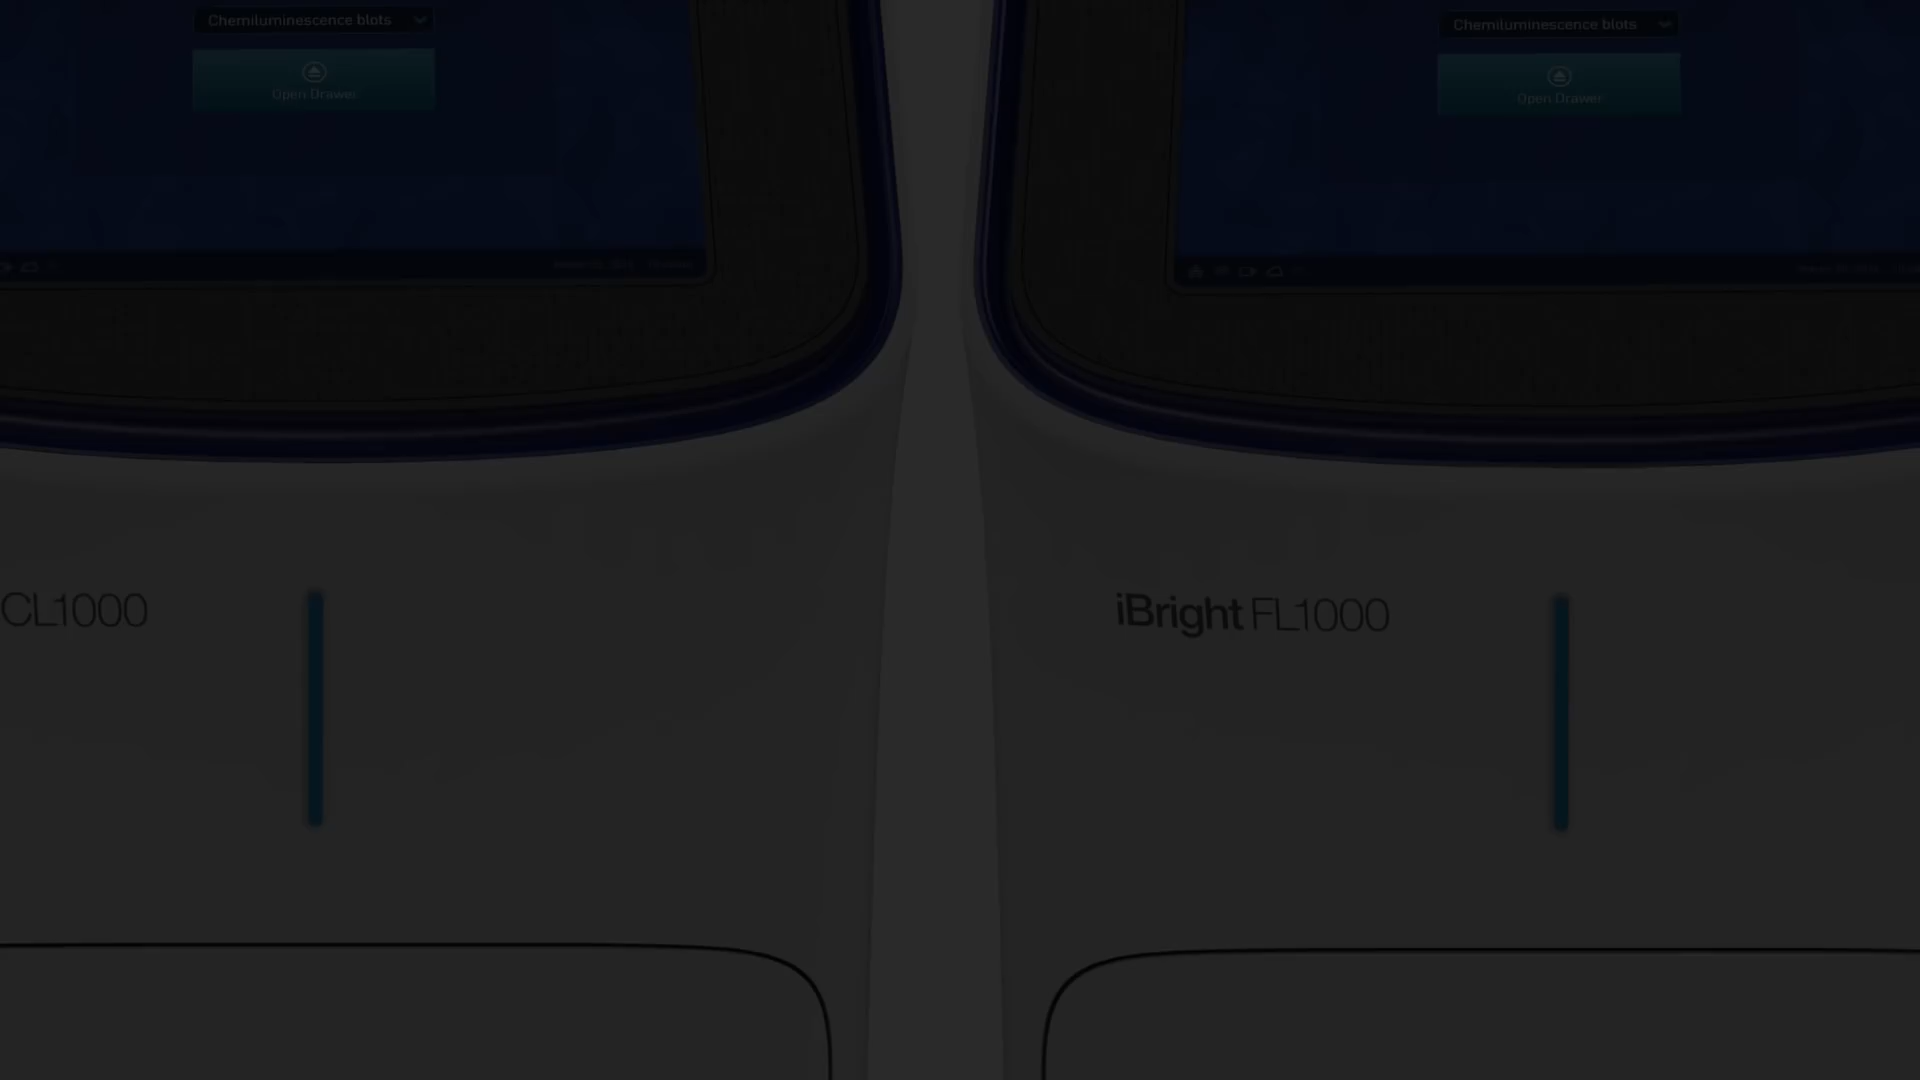 Chemiluminescence blots
Open Drawer
Chemiluminescence blots
Open Drawer
CL1000
iBright FL1000